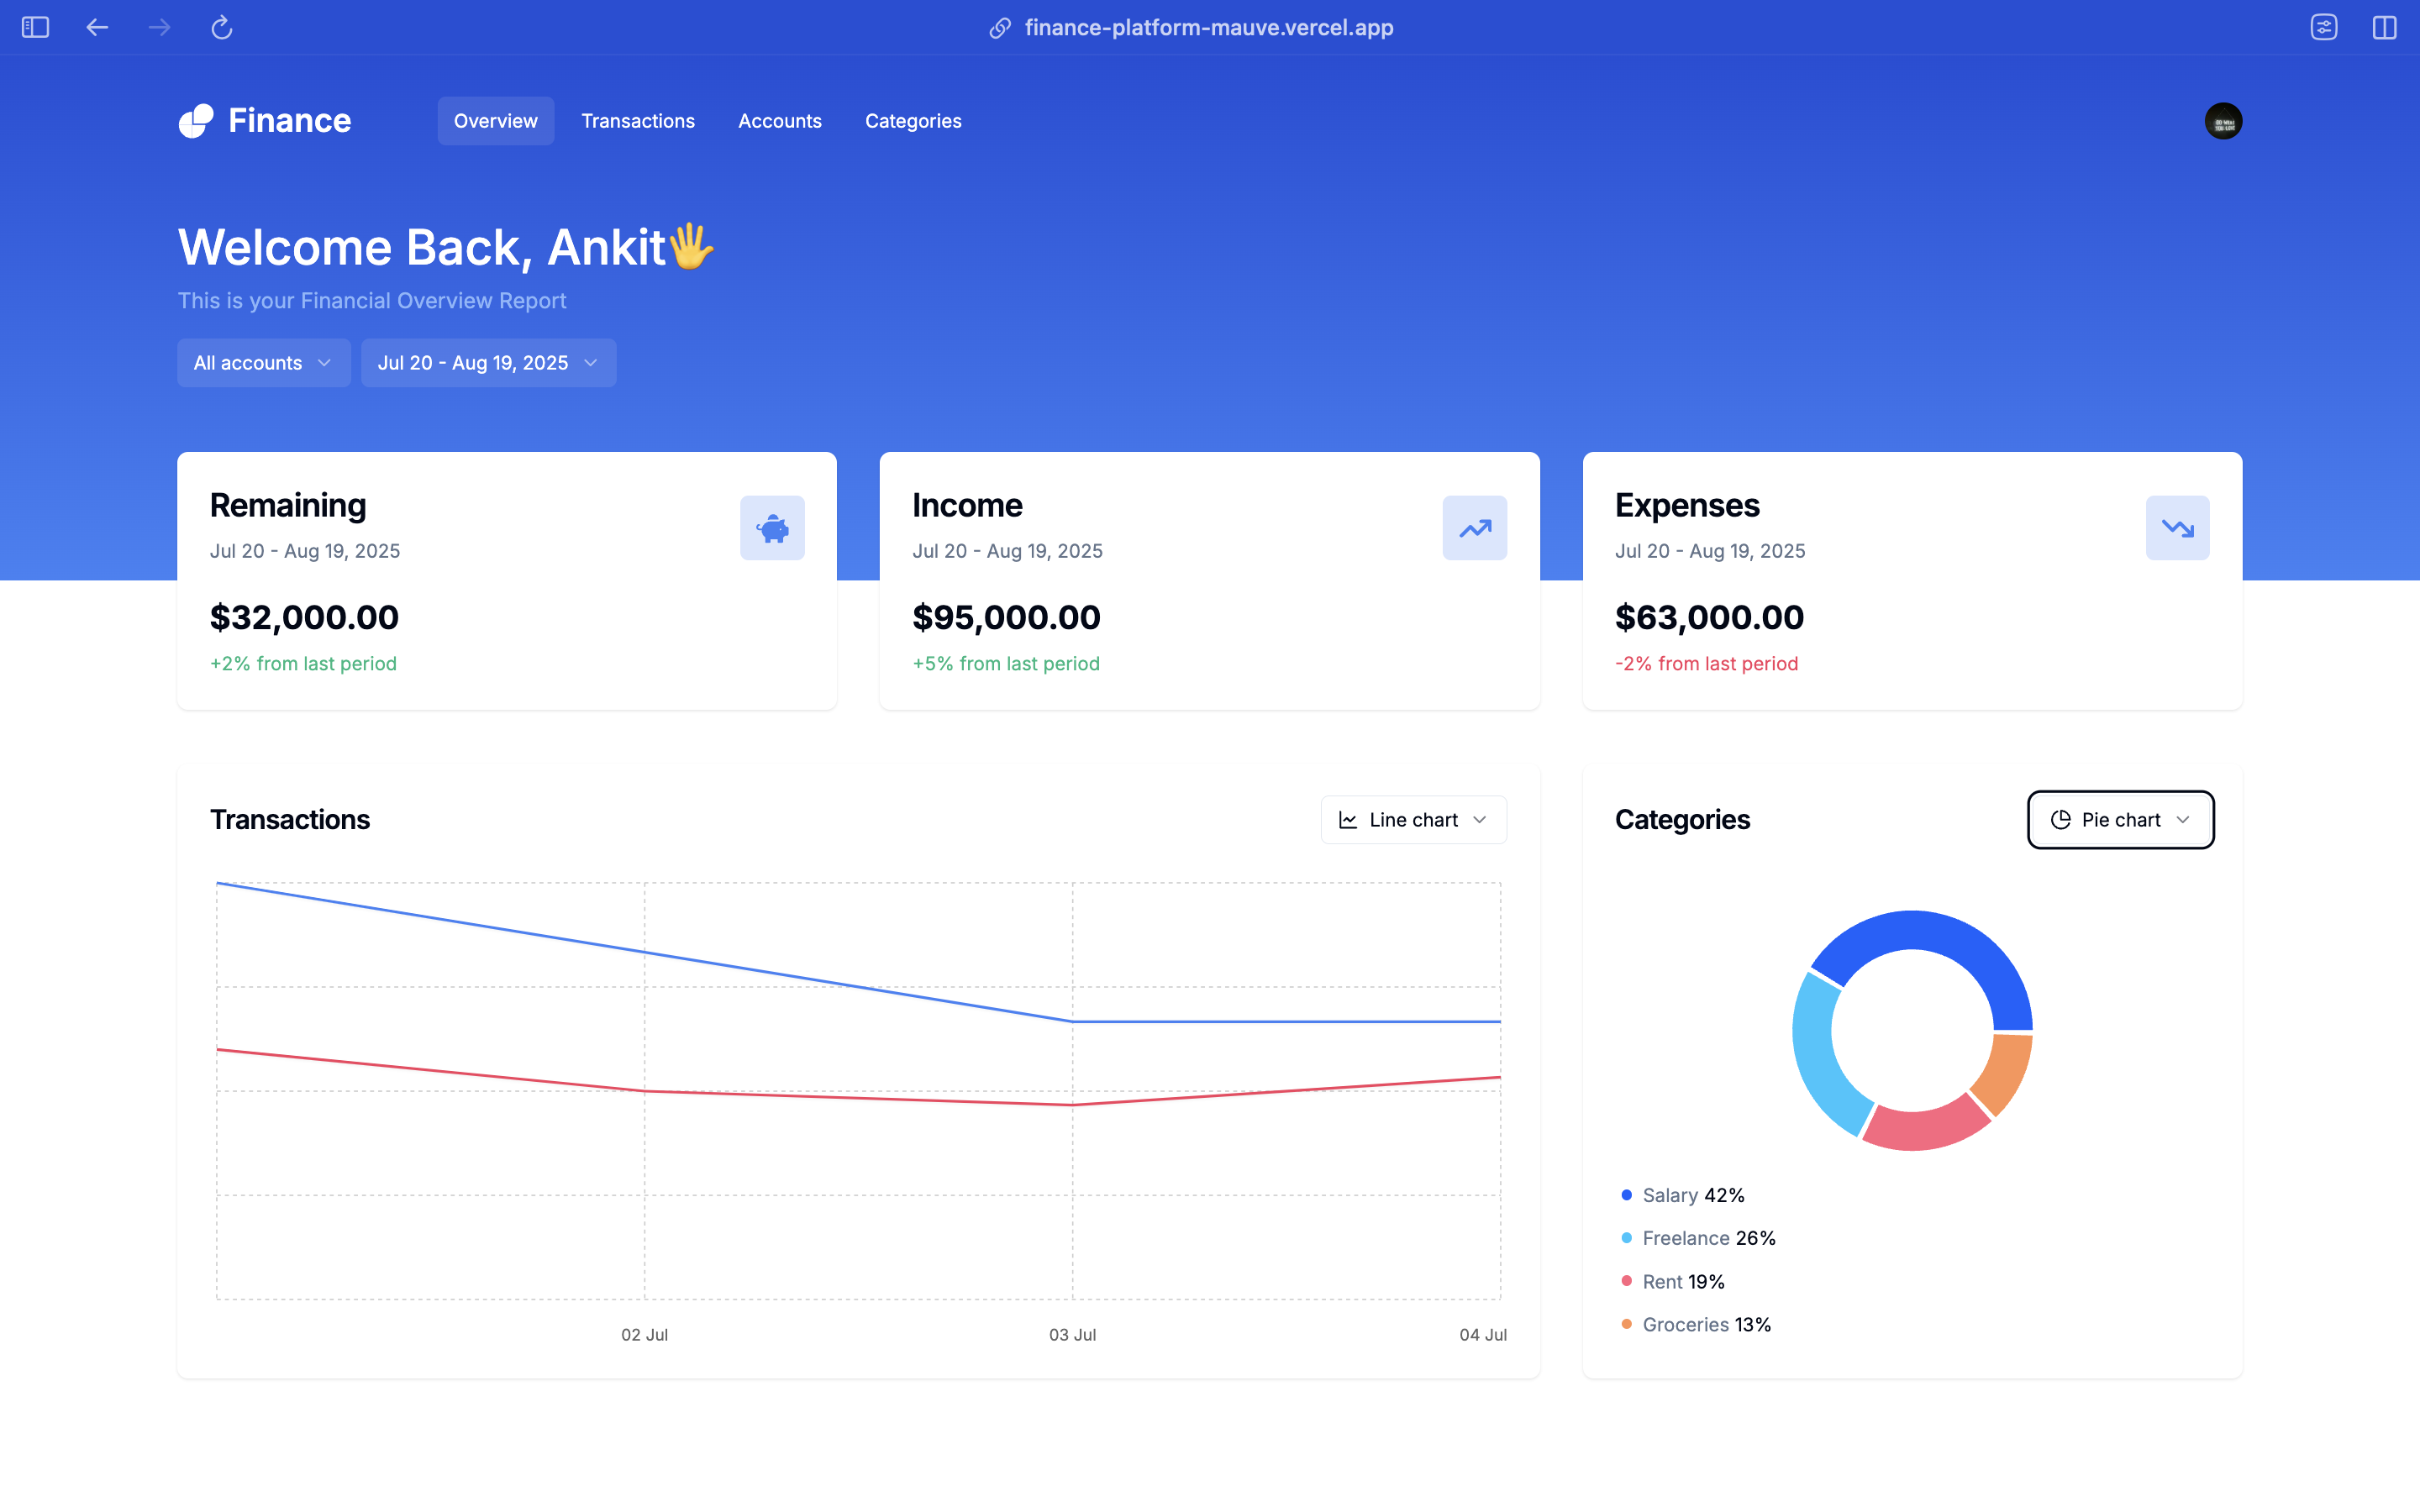 finance-platform-mauve.vercel.app
Finance
Overview
Transactions
Accounts
Categories
Welcome Back, Ankit🖐
This is your Financial Overview Report
All accounts
Jul 20 - Aug 19, 2025
Remaining
Jul 20 - Aug 19, 2025
$32,000.00
+2% from last period
Income
Jul 20 - Aug 19, 2025
$95,000.00
+5% from last period
Expenses
Jul 20 - Aug 19, 2025
$63,000.00
-2% from last period
Transactions
Line chart
02 Jul
03 Jul
04 Jul
Categories
Pie chart
Salary 42%
Freelance 26%
Rent 19%
Groceries 13%